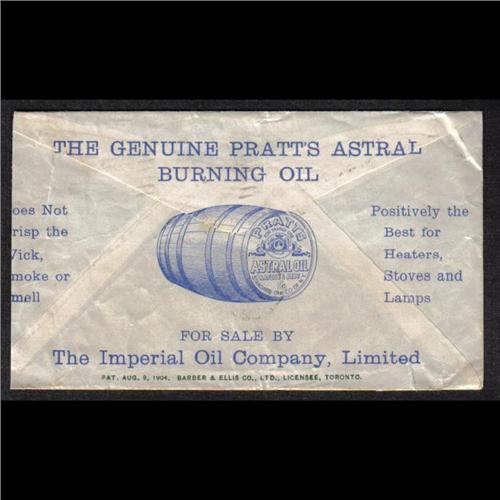 THE GENUINE PRATT'S ASTRAL
BURNING OIL
oes Not
risp the
Vick,
moke or
mell
PRATTS
ASTRAL OIL
Positively the
Best for
Heaters,
Stoves and
Lamps
FOR SALE BY
The Imperial Oil Company, Limited
PAT. AUG. 9, 1904. BARBER & ELLIS CO., LTD., LICENSEE, TORONTO.